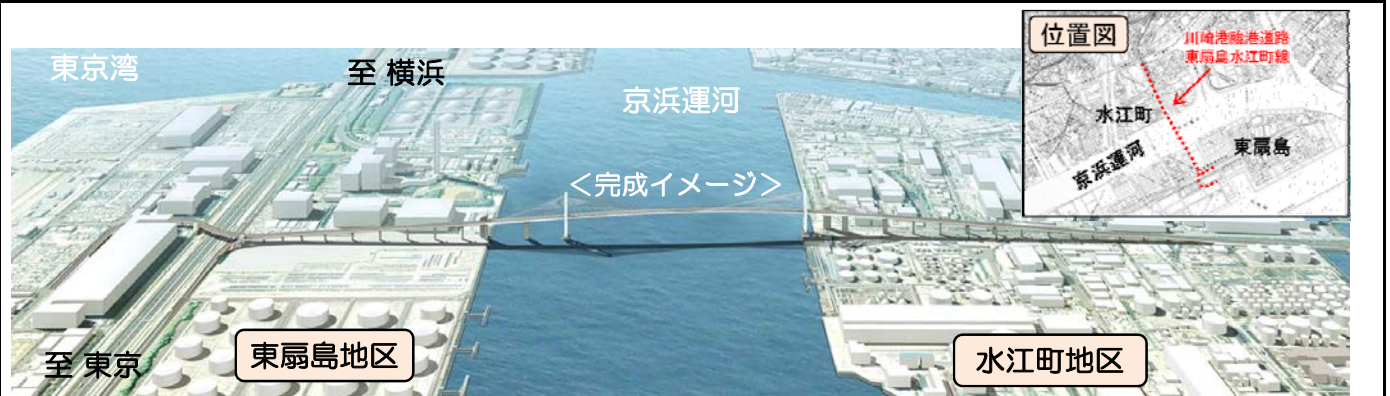 東京湾
至 横浜
京浜運河
<完成イメージ>
至 東京
東扇島地区
水江町地区
位置図
川崎港臨港道路
東扇島水江町線
水江町
京浜運河
東扇島